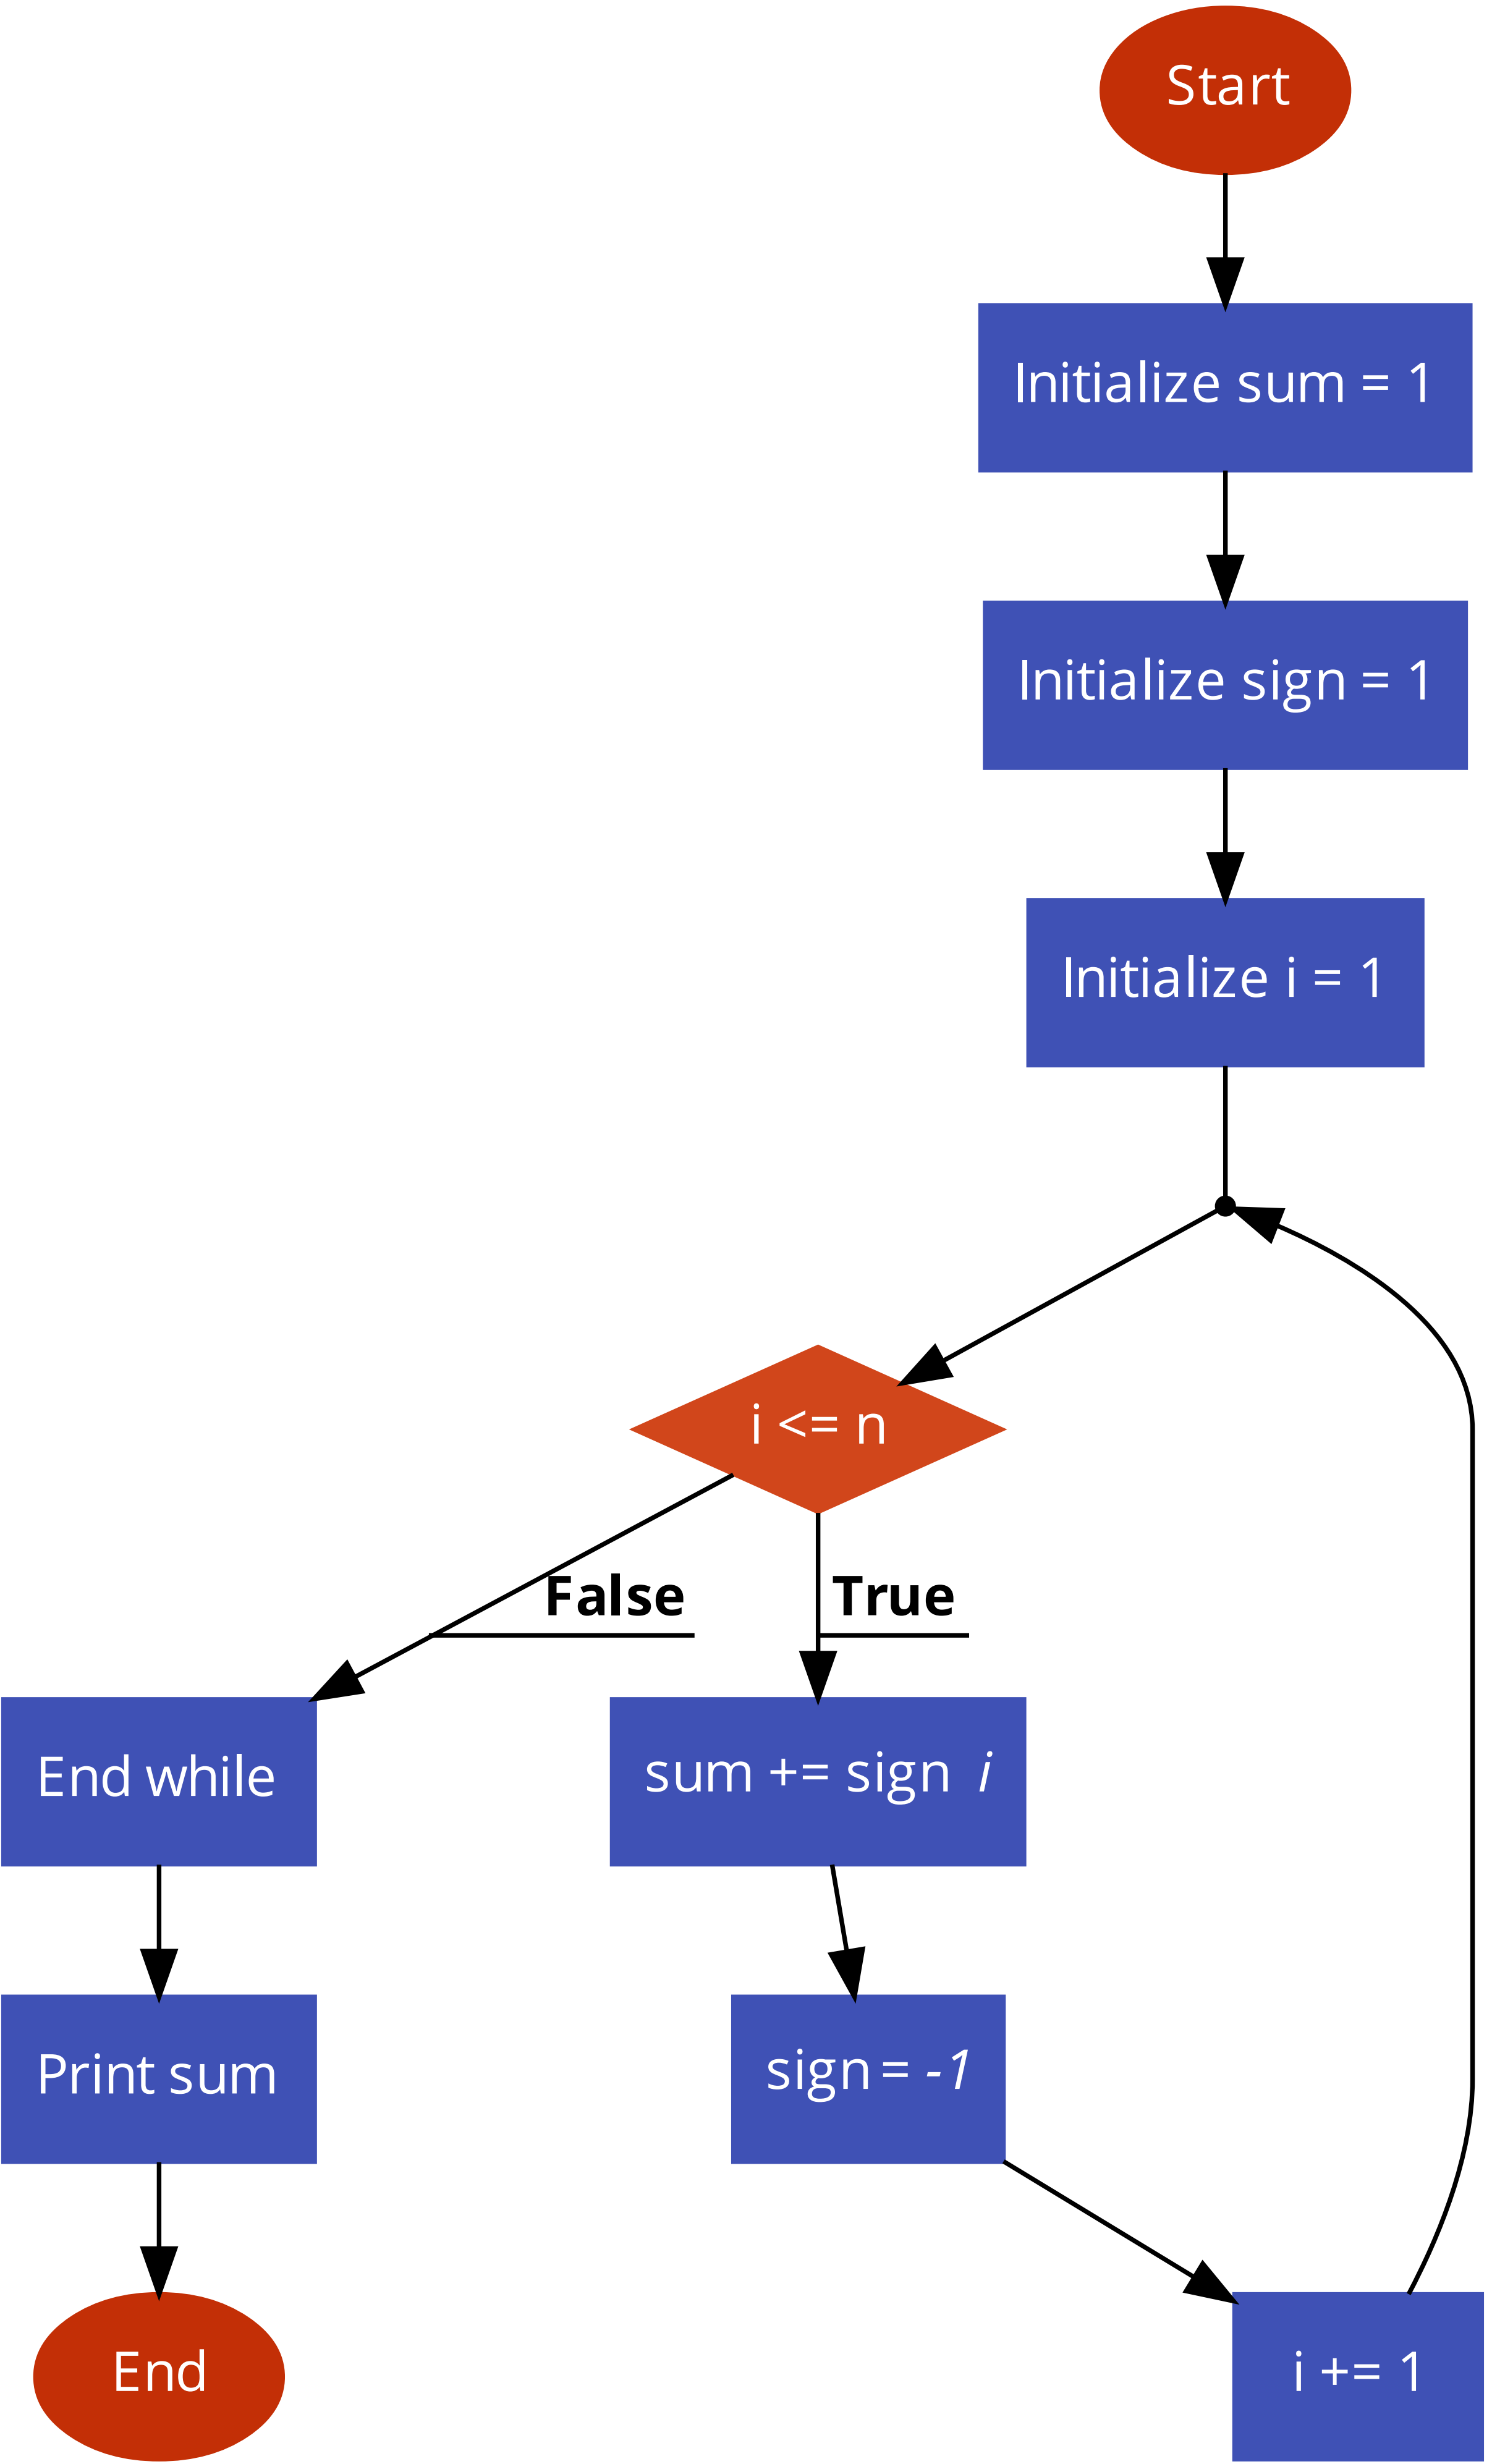 Start
Initialize sum = 1
Initialize sign = 1
Initialize i = 1
i <= n
False
True
End while
sum += sign i
Print sum
sign = -1
End
i += 1